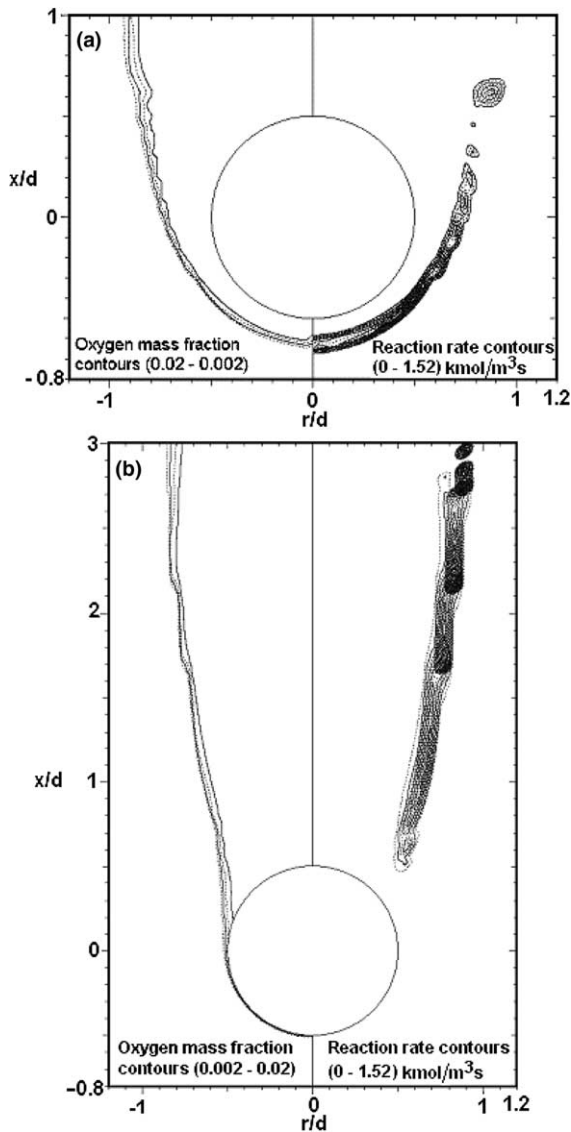 1
(a)
x/d
0
Oxygen mass fraction
contours (0.02 - 0.002)
Reaction rate contours
(0 - 1.52) kmol/m³s
- 0.8
-1
0
1
1.2
r/d
3
(b)
2
x/d
1
0
Oxygen mass fraction
contours (0.002 - 0.02)
Reaction rate contours
(0 - 1.52) kmol/m³s
-0.8
-1
0
1
1.2
r/d